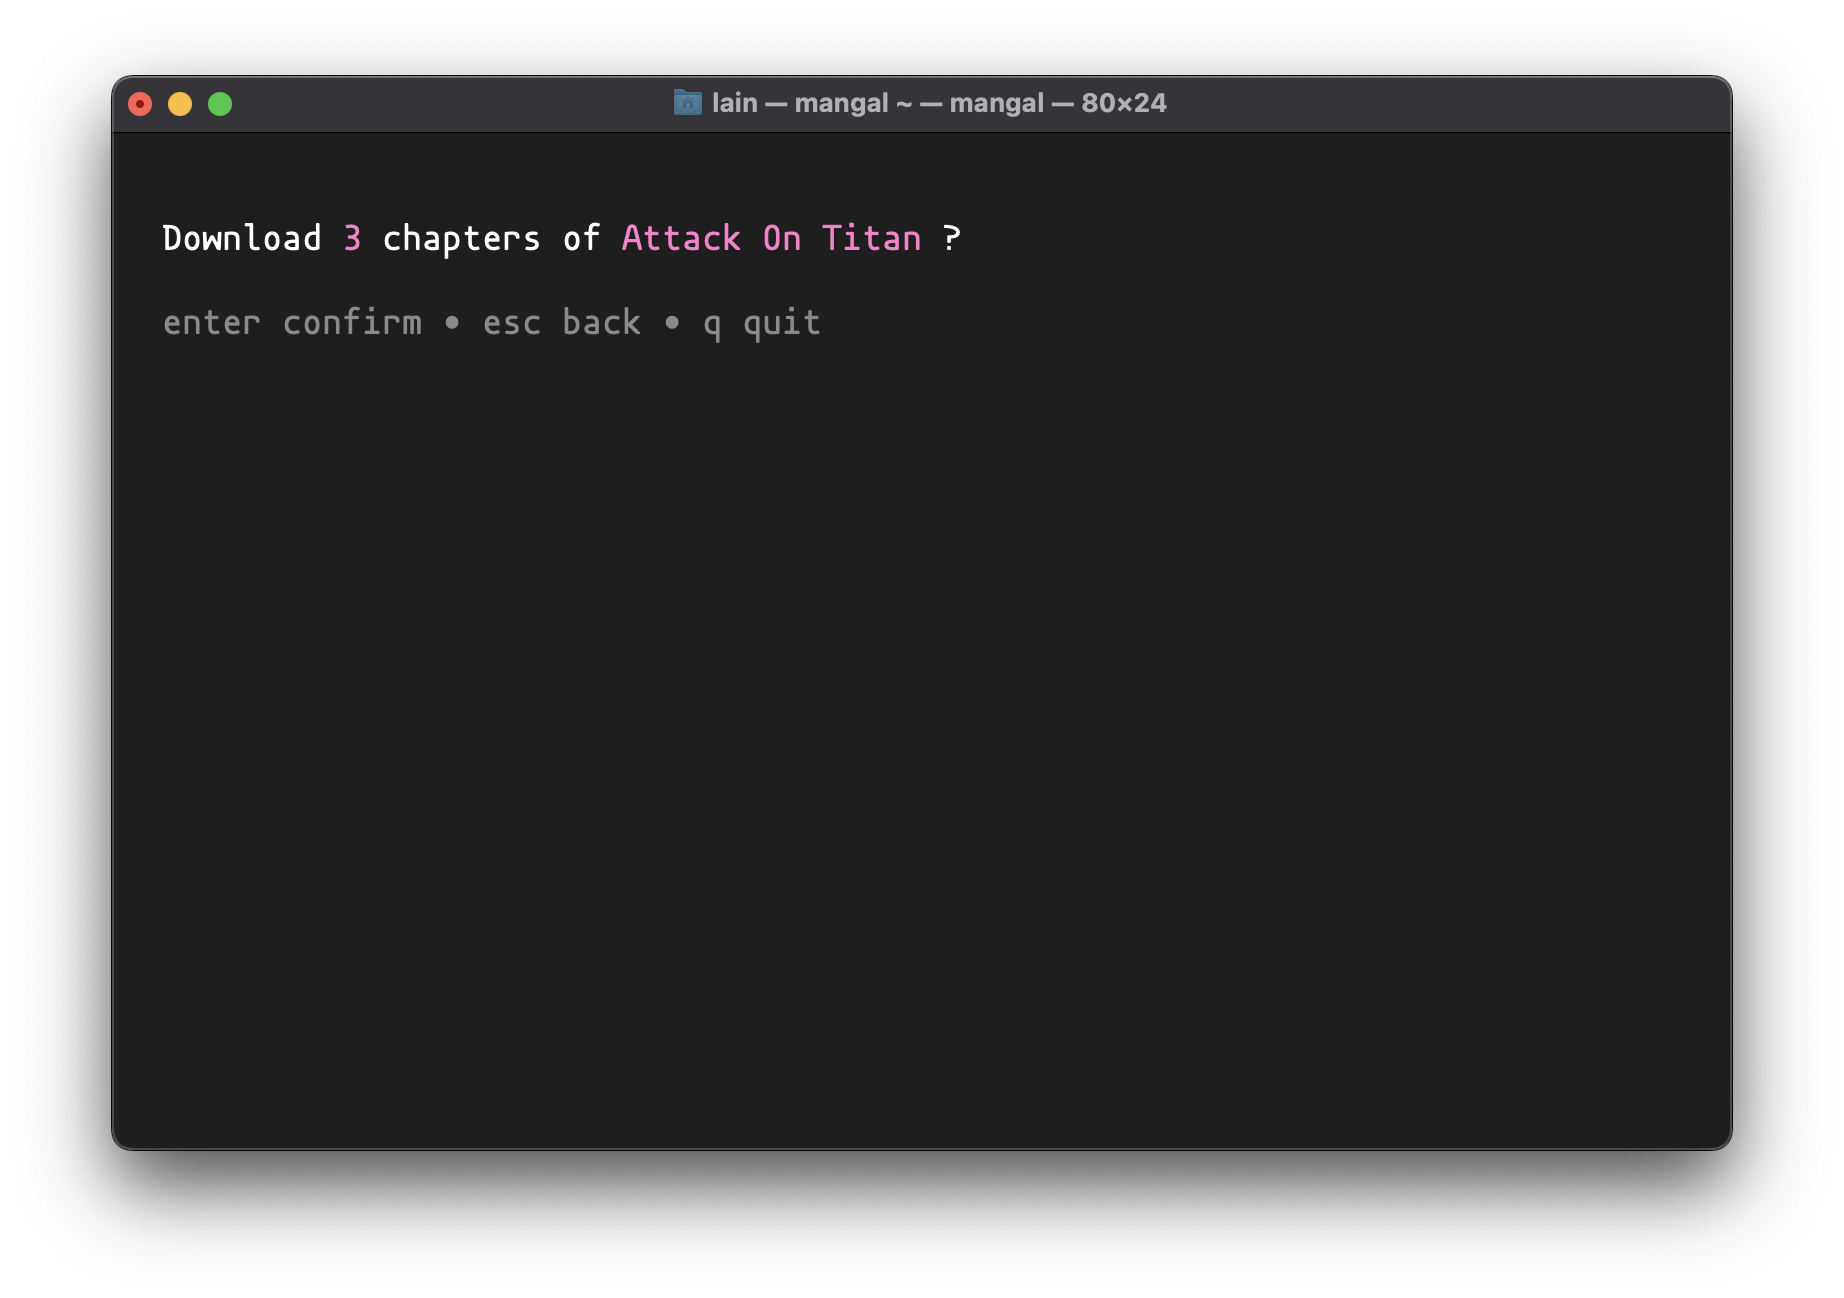 lain — mangal ~ — mangal — 80×24
Download 3 chapters of Attack On Titan ?
enter confirm • esc back • q quit